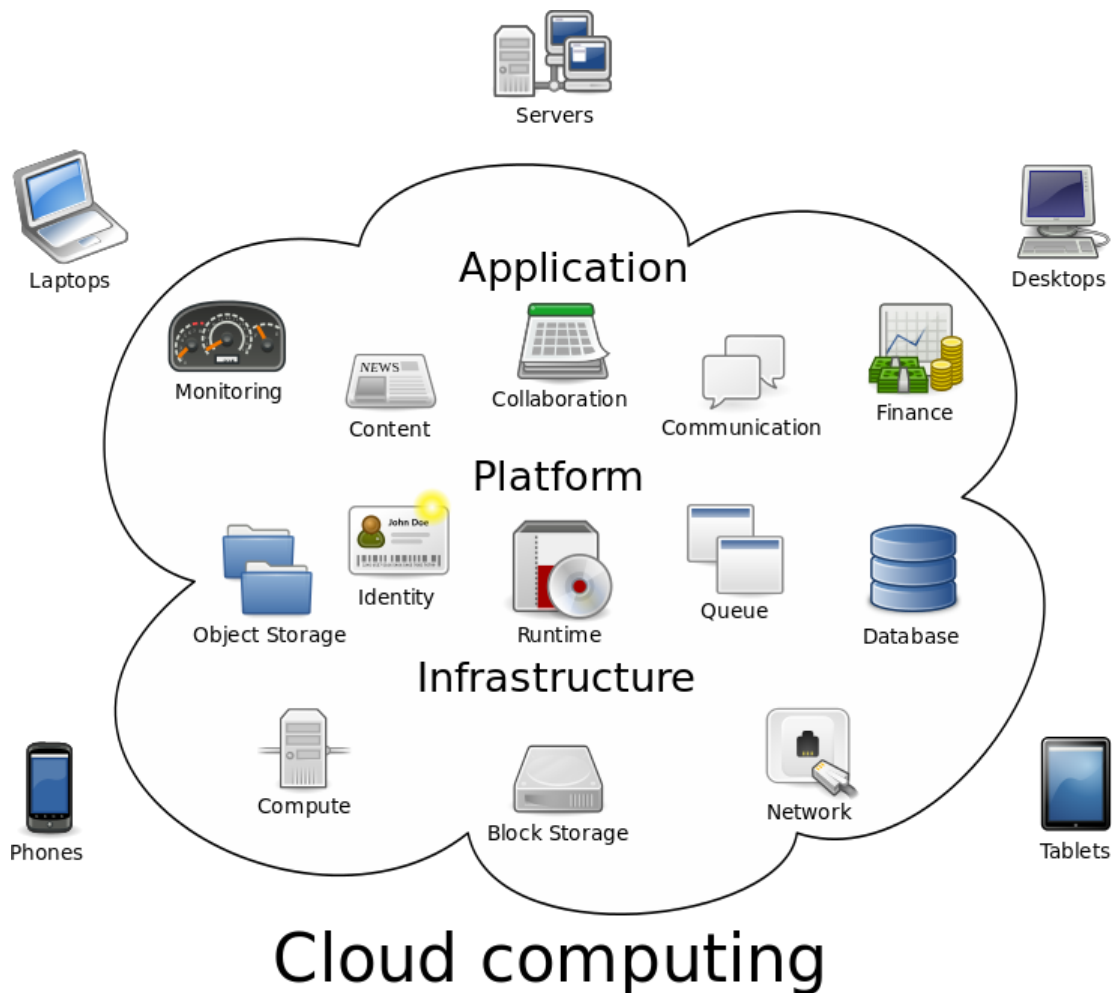 Servers
Laptops
Desktops
Application
Monitoring
NEWS
Content
Collaboration
Communication
Finance
Platform
Object Storage
John Doe
Identity
Runtime
Queue
Database
Infrastructure
Compute
Block Storage
Network
Phones
Tablets
Cloud computing